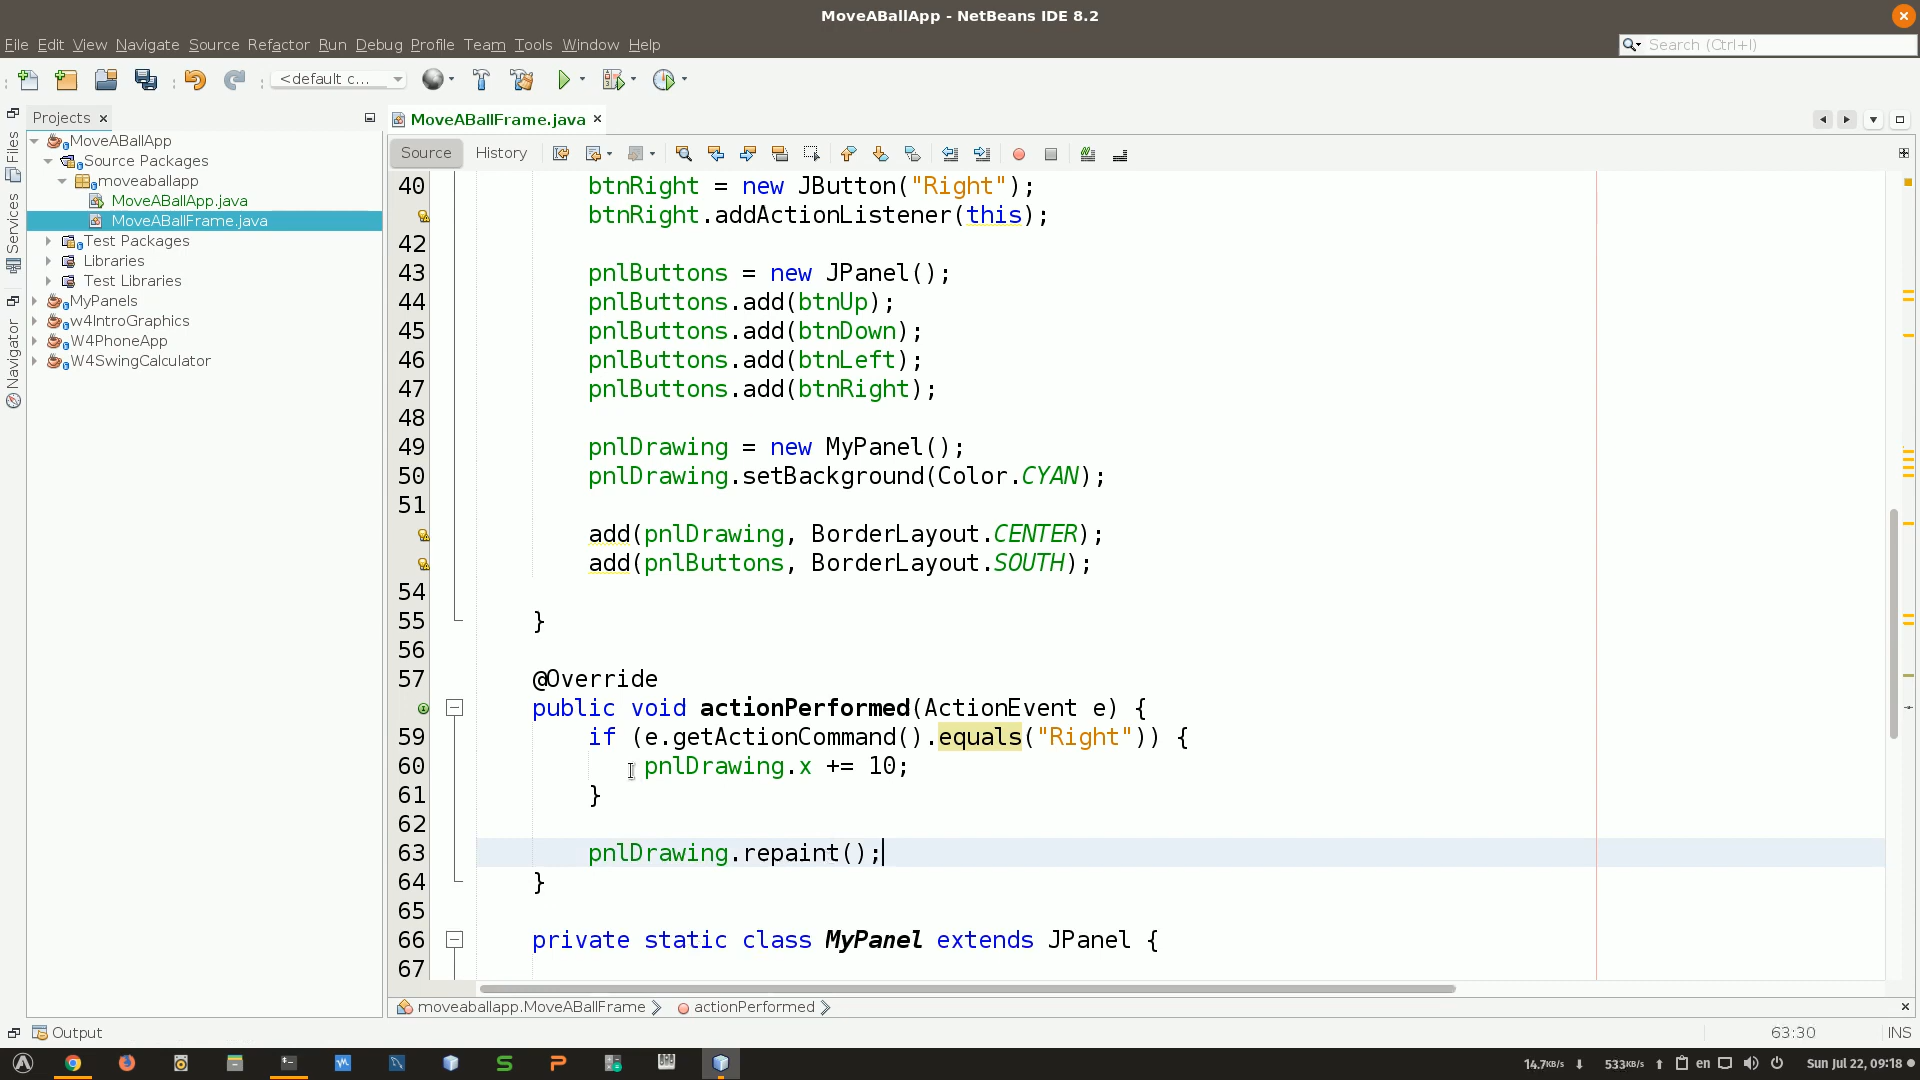 MoveABallApp - NetBeans IDE 8.2
File Edit View Navigate Source Refactor Run Debug Profile Team Tools Window Help
Search (Ctrl+I)
<default c...
Projects
MoveABallFrame.java
Files
Services
Navigator
MoveABallApp
Source Packages
moveaballapp
MoveABallApp.java
MoveABallFrame.java
Test Packages
Libraries
Test Libraries
MyPanels
w4IntroGraphics
W4PhoneApp
W4SwingCalculator
Source History
40 btnRight = new JButton("Right");
btnRight.addActionListener(this);
42
43 pnlButtons = new JPanel();
44 pnlButtons.add(btnUp);
45 pnlButtons.add(btnDown);
46 pnlButtons.add(btnLeft);
47 pnlButtons.add(btnRight);
48
49 pnlDrawing = new MyPanel();
50 pnlDrawing.setBackground(Color.CYAN);
51
add(pnlDrawing, BorderLayout.CENTER);
add(pnlButtons, BorderLayout.SOUTH);
54
55 }
56
57 @Override
public void actionPerformed(ActionEvent e) {
59 if (e.getActionCommand().equals("Right")) {
60 pnlDrawing.x += 10;
61 }
62
63 pnlDrawing.repaint();
64 }
65
66 private static class MyPanel extends JPanel {
67
moveaballapp.MoveABallFrame actionPerformed
Output
63:30 INS
14.7KB/s 533KB/s en Sun Jul 22, 09:18